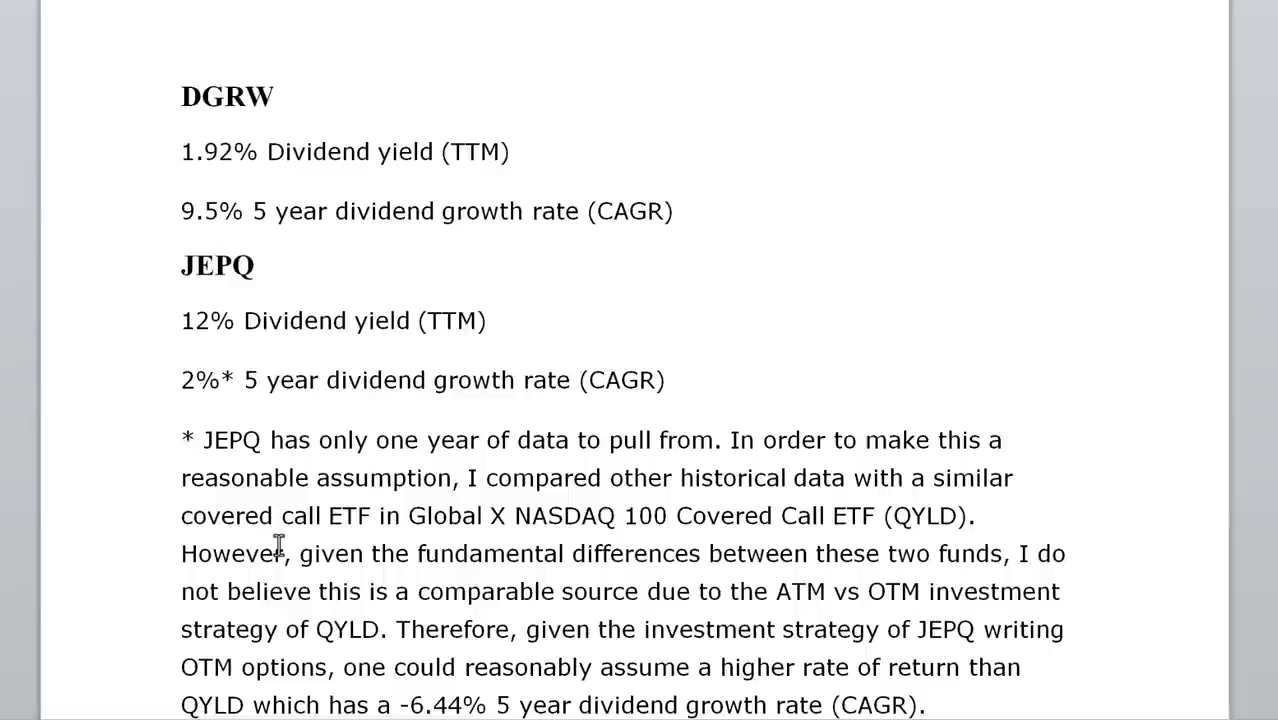 DGRW
1.92% Dividend yield (TTM)
9.5% 5 year dividend growth rate (CAGR)
JEPQ
12% Dividend yield (TTM)
2%* 5 year dividend growth rate (CAGR)
* JEPQ has only one year of data to pull from. In order to make this a
reasonable assumption, I compared other historical data with a similar
covered call ETF in Global X NASDAQ 100 Covered Call ETF (QYLD).
However, given the fundamental differences between these two funds, I do
not believe this is a comparable source due to the ATM vs OTM investment
strategy of QYLD. Therefore, given the investment strategy of JEPQ writing
OTM options, one could reasonably assume a higher rate of return than
QYLD which has a -6.44% 5 year dividend growth rate (CAGR).